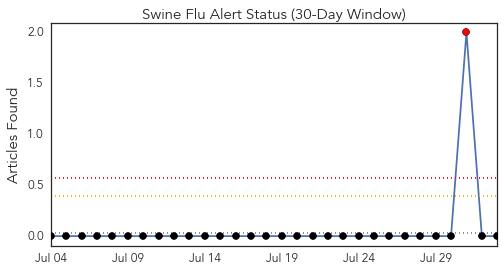 Swine Flu Alert Status (30-Day Window)
Articles Found
2.0
1.5
1.0
0.5
0.0
Jul 04 Jul 09 Jul 14 Jul 19 Jul 24 Jul 29